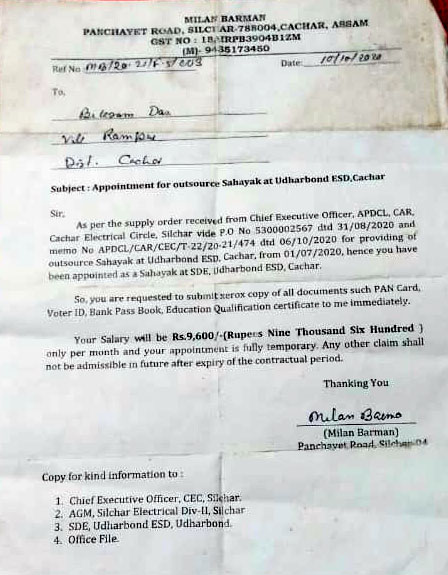 MILAN BARMAN
PANCHAYET ROAD, SILCHAR-788004,CACHAR, ASSAM
GST NO : 18AIRPB3904B1ZM
(M)- 9435173450
Ref No
Date: 10/10/2020
To,
Das
Vill- Rampur
Dist. Cachar
Subject : Appointment for outsource Sahayak at Udharbond ESD,Cachar
Sir,
As per the supply order received from Chief Executive Officer, APDCL, CAR,
Cachar Electrical Circle, Silchar vide P.O No 5300002567 dtd 31/08/2020 and
memo No APDCL/CAR/CEC/T-22/20-21/474 dtd 06/10/2020 for providing of
outsource Sahayak at Udharbond ESD, Cachar, from 01/07/2020, hence you have
been appointed as a Sahayak at SDE, Udharbond ESD, Cachar.
So, you are requested to submit xerox copy of all documents such PAN Card,
Voter ID, Bank Pass Book, Education Qualification certificate to me immediately.
Your Salary will be Rs.9,600/-(Rupees Nine Thousand Six Hundred )
only per month and your appointment is fully temporary. Any other claim shall
not be admissible in future after expiry of the contractual period.
Thanking You
Milan
(Milan Barman)
Panchayet Road, Silchar-04
Copy for kind information to :
1. Chief Executive Officer, CEC, Silchar.
2. AGM, Silchar Electrical Div-II, Silchar
3. SDE, Udharbond ESD, Udharbond.
4. Office File.